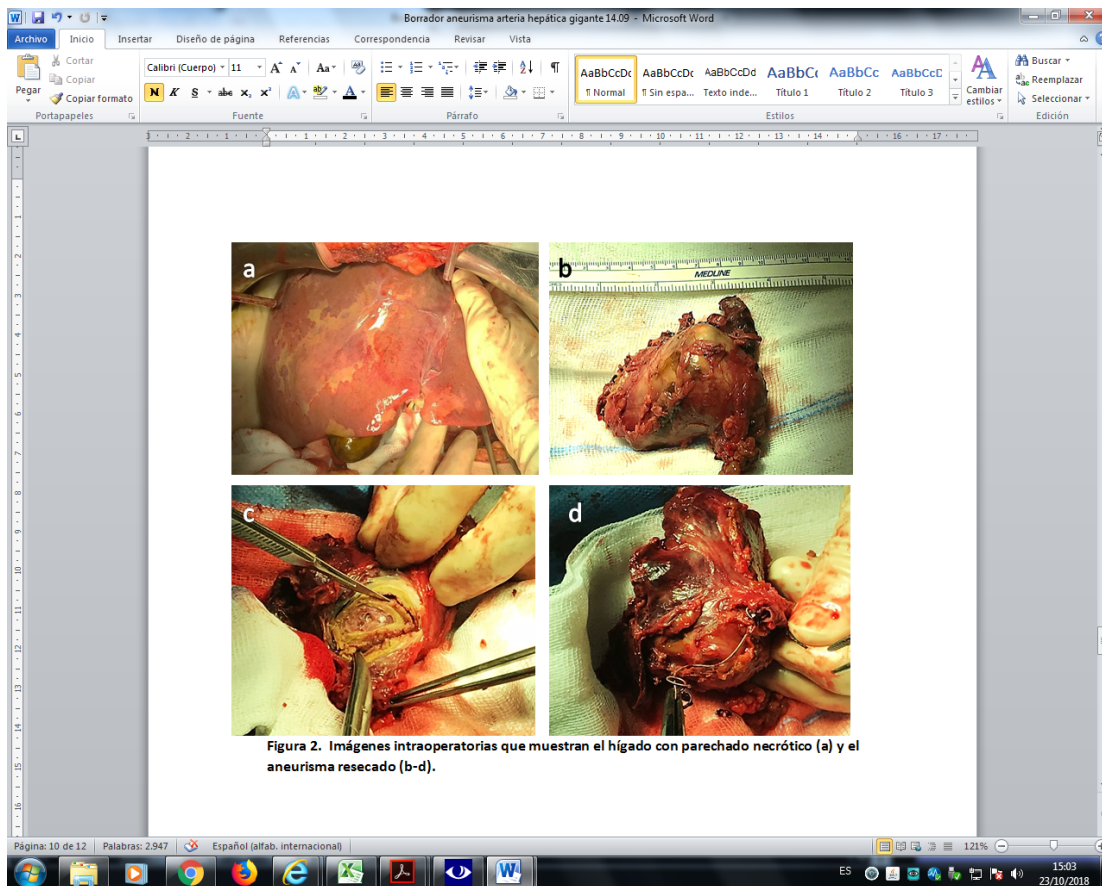 Borrador aneurisma arteria hepática gigante 14.09 - Microsoft Word
Archivo Inicio Insertar Diseño de página Referencias Correspondencia Revisar Vista
Pegar
Cortar
Copiar
Copiar formato
Portapapeles
Calibri (Cuerpo) 11
Fuente
Párrafo
AaBbCcDc AaBbCcDc AaBbCcDd AaBbCc AaBbCc AaBbCcD
¶ Normal ¶ Sin espa... Texto inde... Título 1 Título 2 Título 3
Cambiar estilos
Estilos
Buscar
Reemplazar
Seleccionar
Edición
a
b
MEDLINE
c
d
Figura 2. Imágenes intraoperatorias que muestran el hígado con parechado necrótico (a) y el
aneurisma resecado (b-d).
Página: 10 de 12 Palabras: 2.947 Español (alfab. internacional) 121%
ES 15:03
23/10/2018